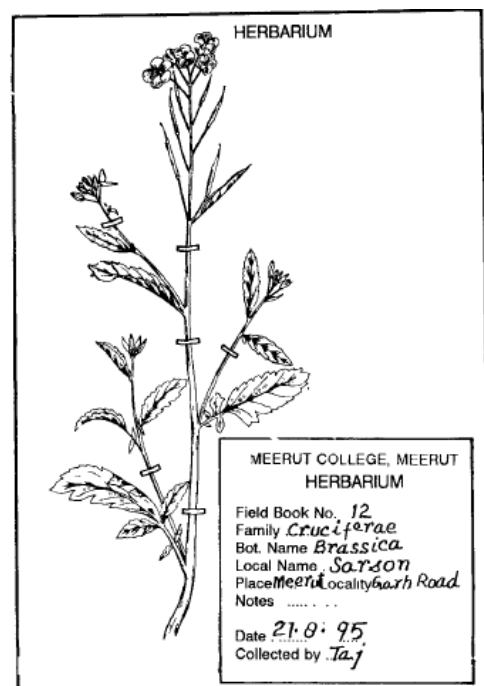 HERBARIUM
MEERUT COLLEGE, MEERUT
HERBARIUM
Field Book No. 12
Family Cruciferae
Bot. Name Brassica
Local Name Sarson
Place Meerut Locality Garh Road
Notes ..... . .
Date 21.8.95
Collected by Taj